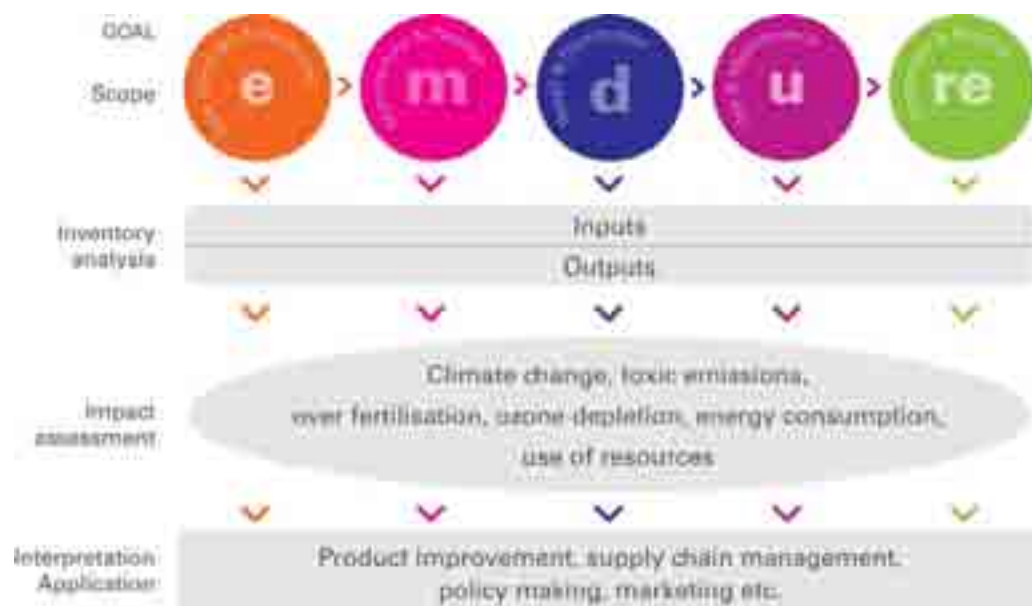 GOAL
Scope
e > m > d > u > re
Inventory
analysis
Inputs
Outputs
Impact
assessment
Climate change, toxic emissions,
over fertilisation, ozone depletion, energy consumption,
use of resources
Interpretation
Application
Product Improvement, supply chain management,
policy making, marketing etc.